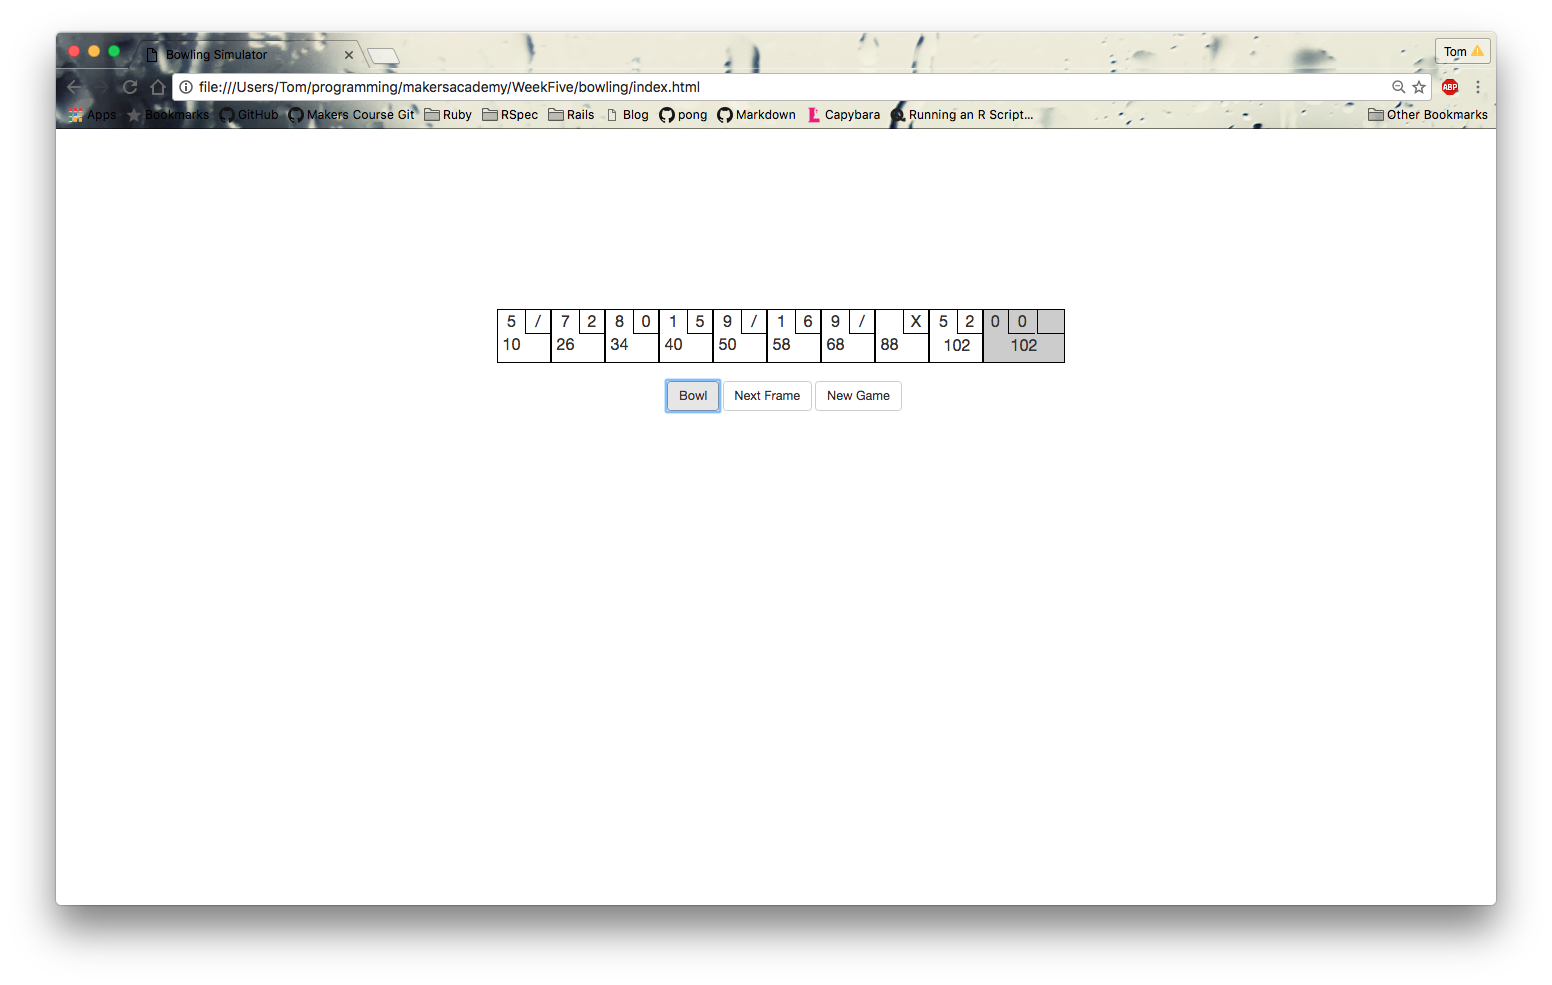 Bowling Simulator
Tom
file:///Users/Tom/programming/makersacademy/WeekFive/bowling/index.html
ABP
Apps Bookmarks GitHub Makers Course Git Ruby RSpec Rails Blog pong Markdown Capybara Running an R Script... Other Bookmarks
5 / 7 2 8 0 1 5 9 / 1 6 9 / X 5 2 0 0
10 26 34 40 50 58 68 88 102 102
Bowl Next Frame New Game